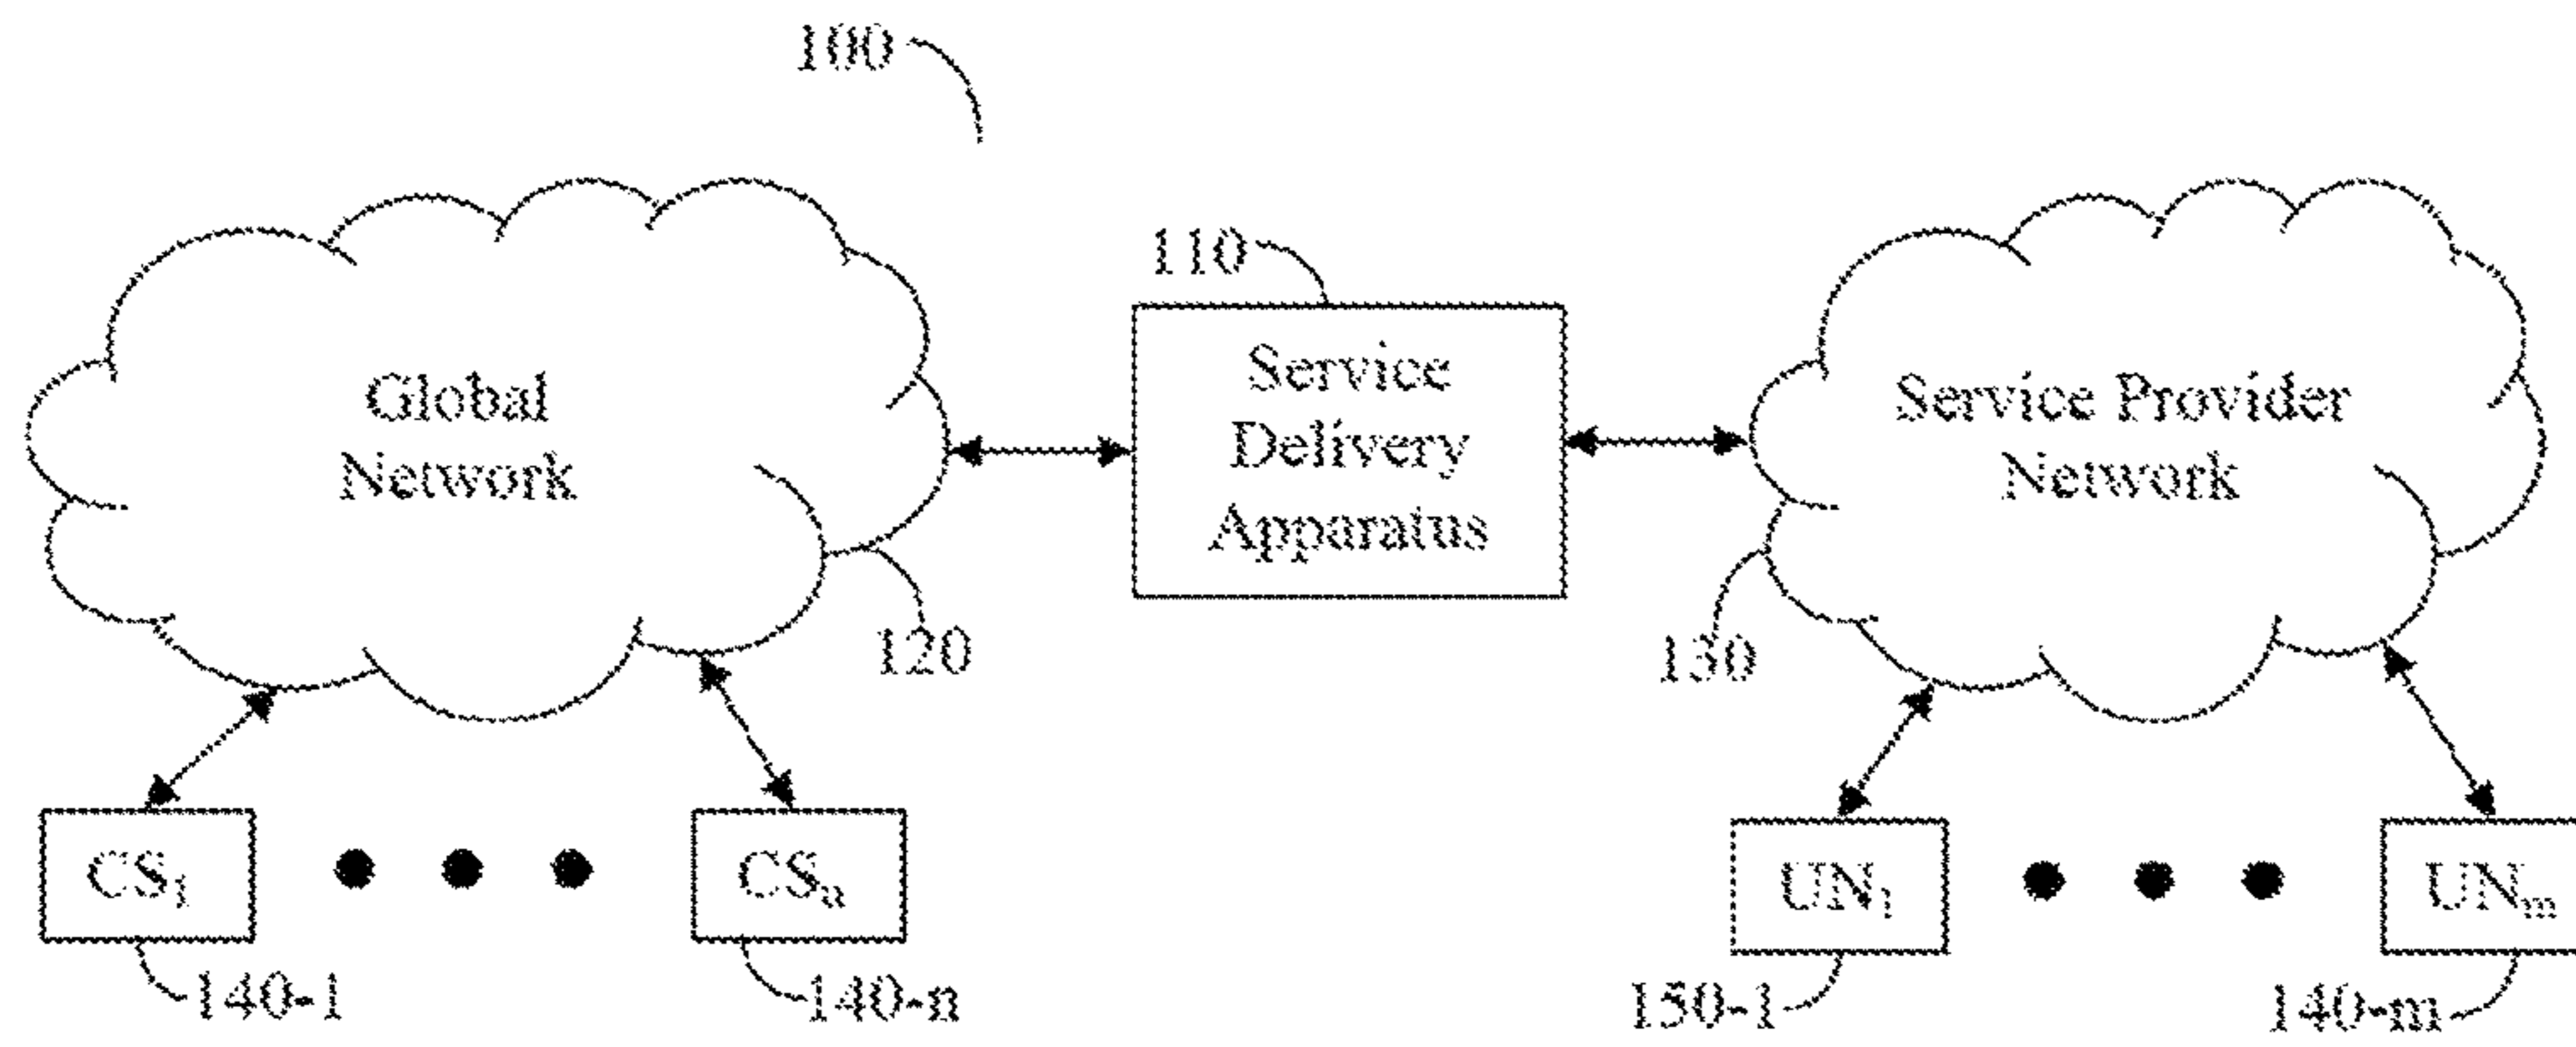 100
110
Global
Network
Service
Delivery
Apparatus
Service Provider
Network
120
130
CS₁
CSₙ
UN₁
UNₘ
140-1
140-n
150-1
140-m